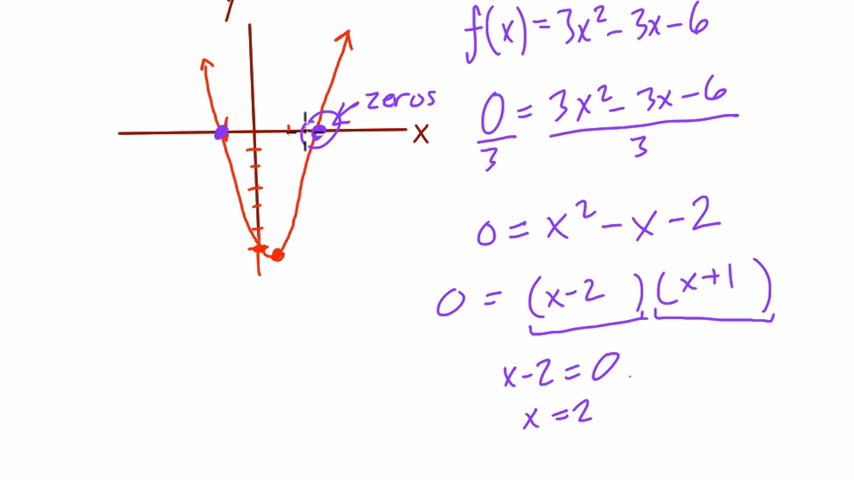 y
f(x) = 3x² - 3x - 6
zeros
0 = 3x² - 3x - 6
3 3
x
0 = x² - x - 2
0 = (x-2)(x+1)
x-2 = 0
x = 2